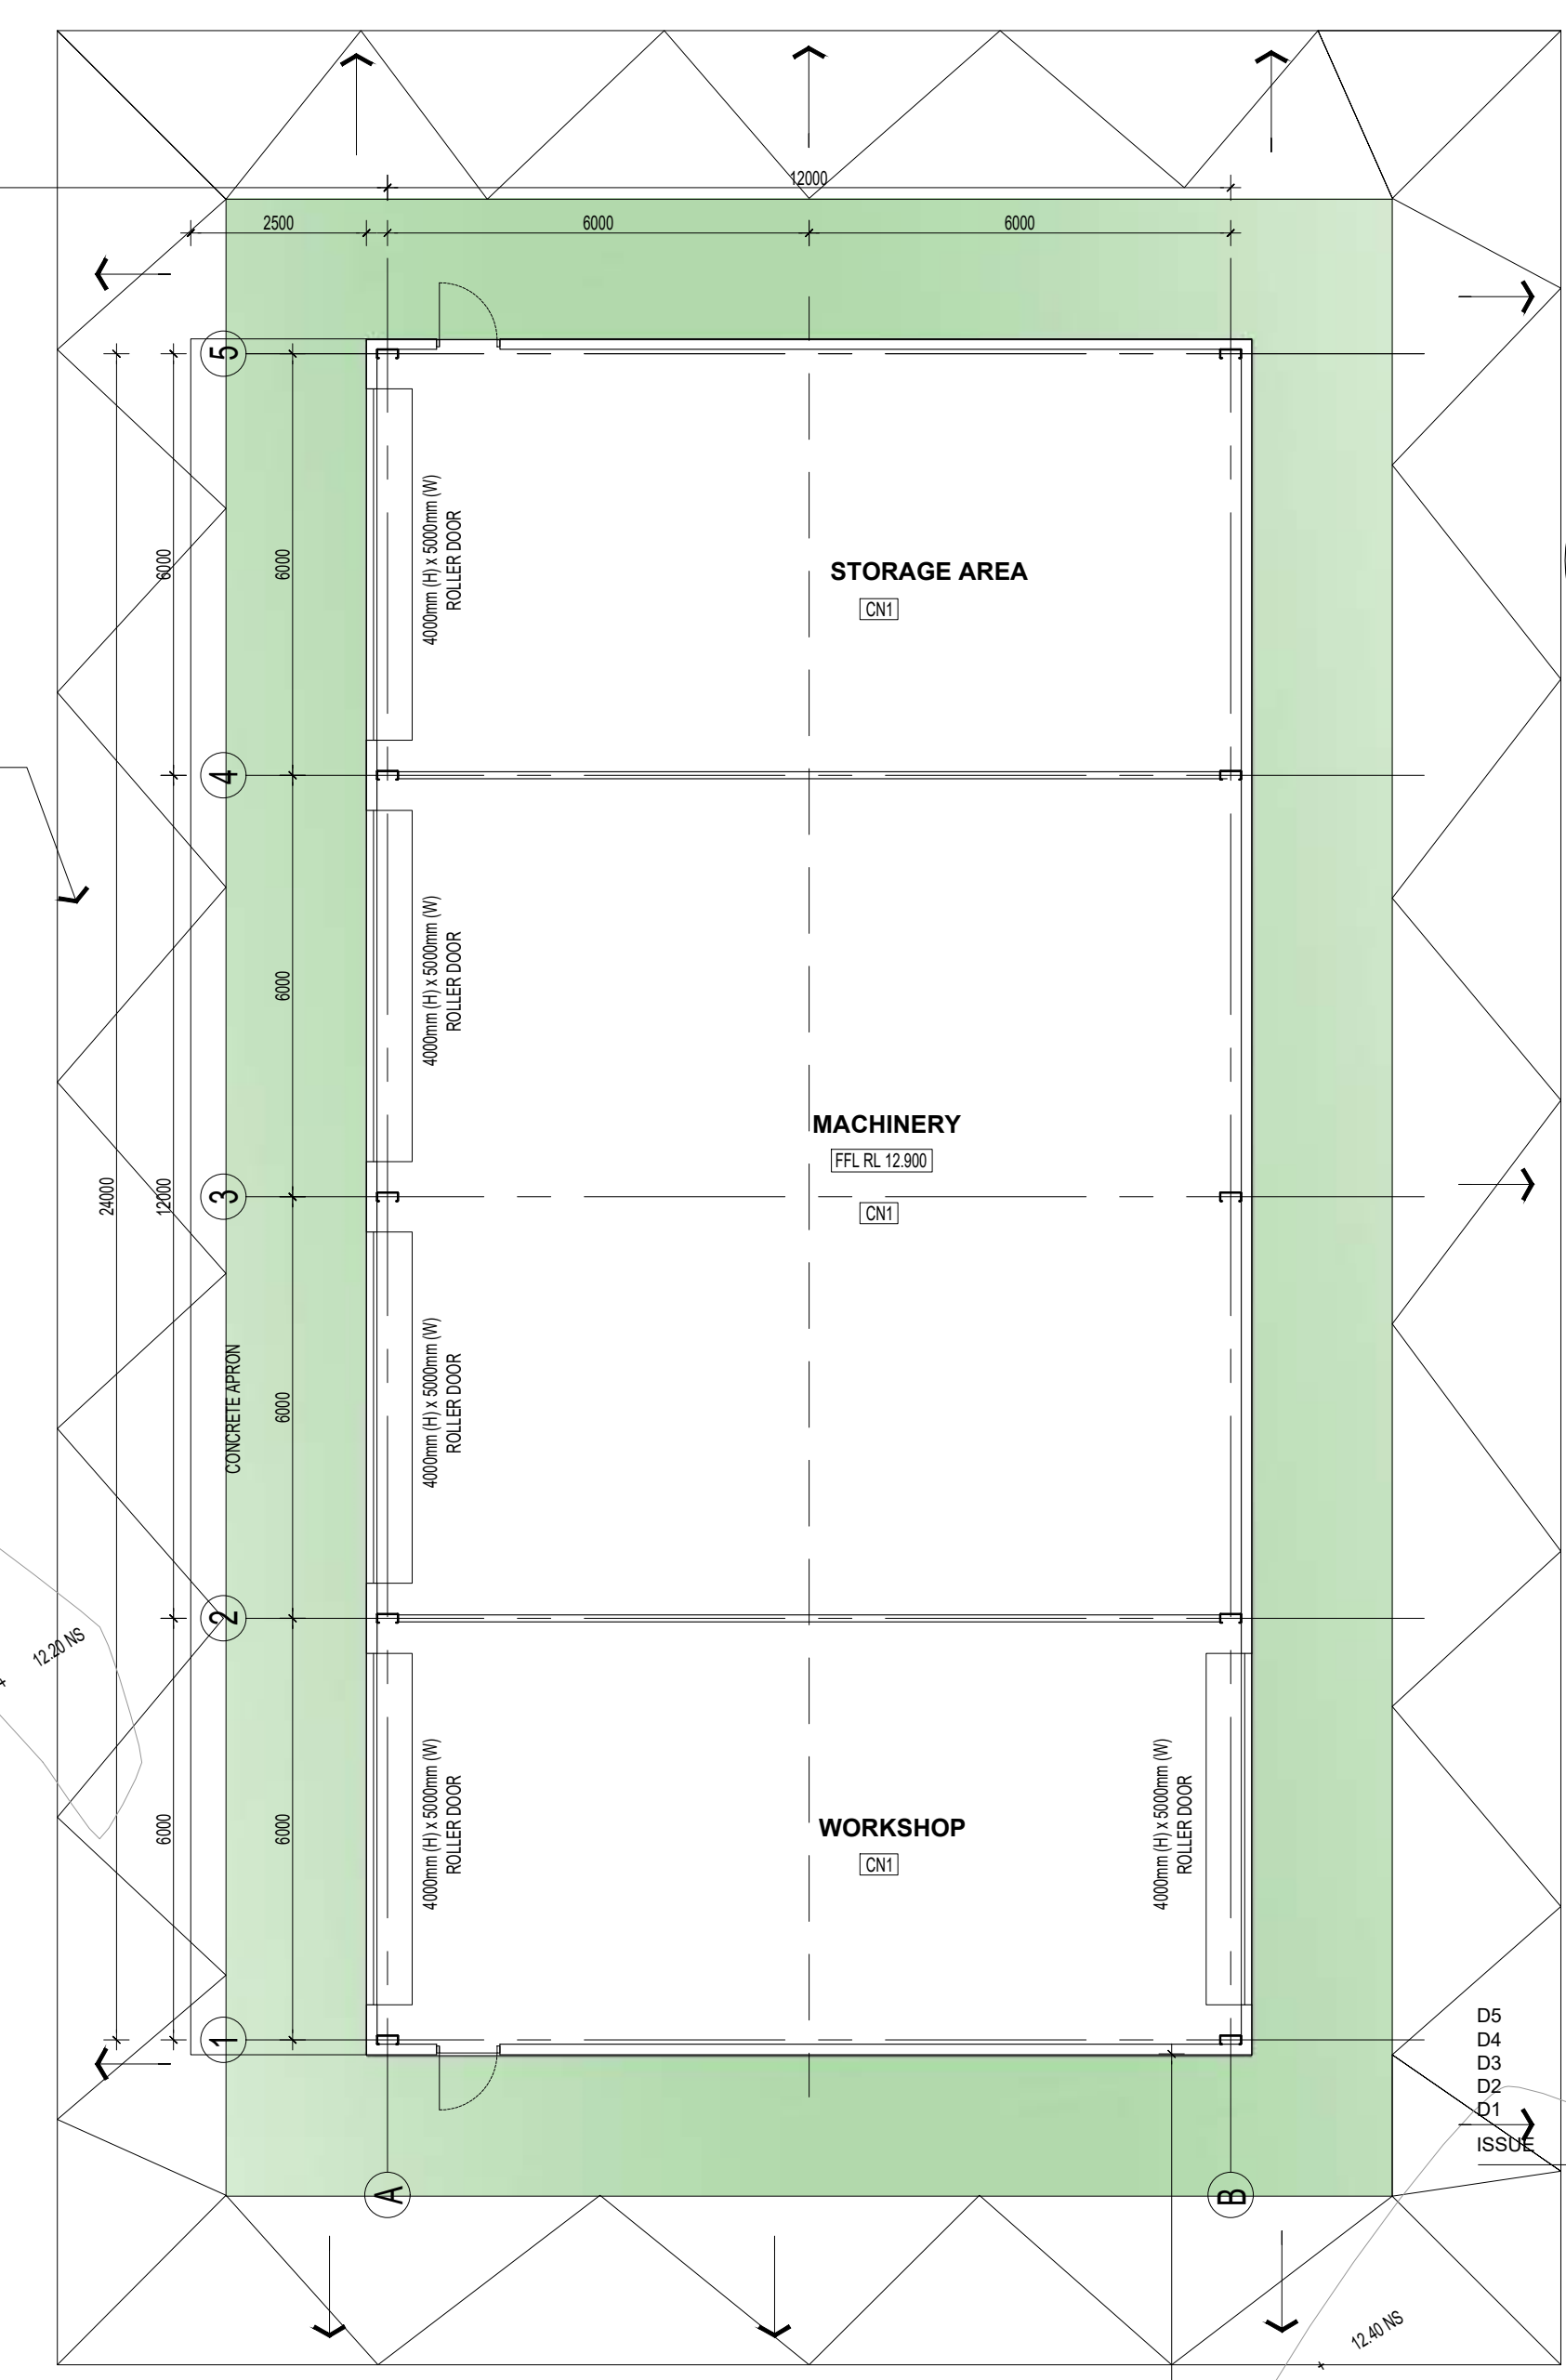 12000
2500
6000
6000
5
6000
6000
4000mm (H) x 5000mm (W)
ROLLER DOOR
STORAGE AREA
CN1
4
6000
4000mm (H) x 5000mm (W)
ROLLER DOOR
MACHINERY
FFL RL 12.900
24000
12000
3
CN1
CONCRETE APRON
6000
4000mm (H) x 5000mm (W)
ROLLER DOOR
2
12.20 NS
6000
6000
4000mm (H) x 5000mm (W)
ROLLER DOOR
WORKSHOP
CN1
4000mm (H) x 5000mm (W)
ROLLER DOOR
1
D5
D4
D3
D2
D1
ISSUE
A
B
12.40 NS